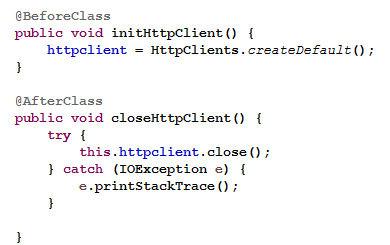 @BeforeClass
public void initHttpClient() {
    httpclient = HttpClients.createDefault();
}

@AfterClass
public void closeHttpClient() {
    try {
        this.httpclient.close();
    } catch (IOException e) {
        e.printStackTrace();
    }

}